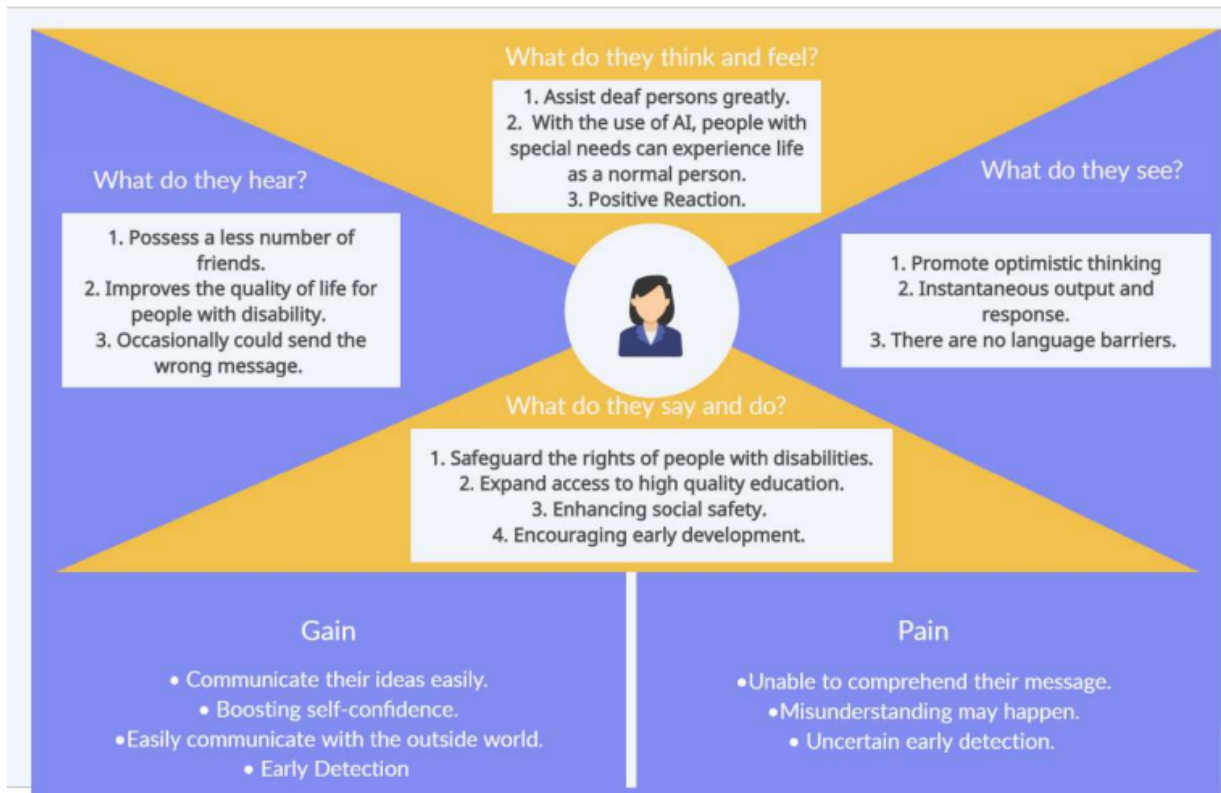 What do they think and feel?
1. Assist deaf persons greatly.
2. With the use of AI, people with
special needs can experience life
as a normal person.
3. Positive Reaction.
What do they hear?
1. Possess a less number of
friends.
2. Improves the quality of life for
people with disability.
3. Occasionally could send the
wrong message.
What do they see?
1. Promote optimistic thinking
2. Instantaneous output and
response.
3. There are no language barriers.
What do they say and do?
1. Safeguard the rights of people with disabilities.
2. Expand access to high quality education.
3. Enhancing social safety.
4. Encouraging early development.
Gain
• Communicate their ideas easily.
• Boosting self-confidence.
•Easily communicate with the outside world.
• Early Detection
Pain
•Unable to comprehend their message.
•Misunderstanding may happen.
• Uncertain early detection.